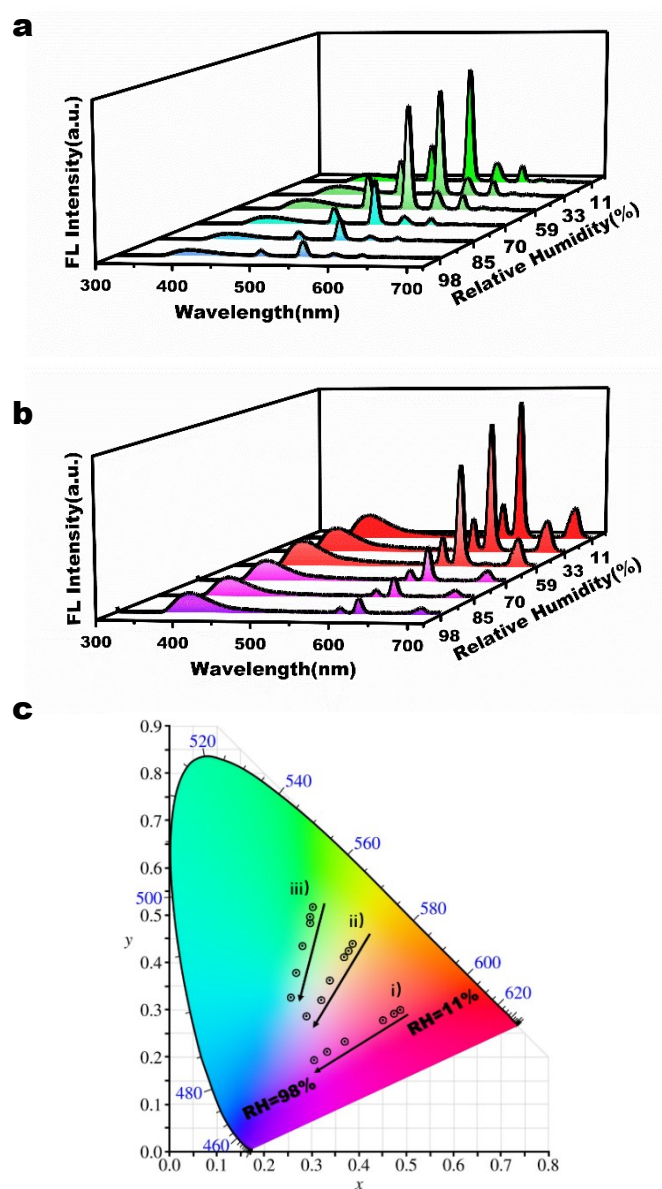 a
FL Intensity(a.u.)
300 400 500 600 700
Wavelength(nm)
98 85 70 59 33 11
Relative Humidity(%)
b
FL Intensity(a.u.)
300 400 500 600 700
Wavelength(nm)
98 85 70 59 33 11
Relative Humidity(%)
c
0.9
520
0.8
540
0.7
560
0.6
500
iii)
580
0.5
ii)
y
600
0.4
i)
620
0.3
RH=11%
0.2
480
RH=98%
0.1
460
0.0
0.0 0.1 0.2 0.3 0.4 0.5 0.6 0.7 0.8
x